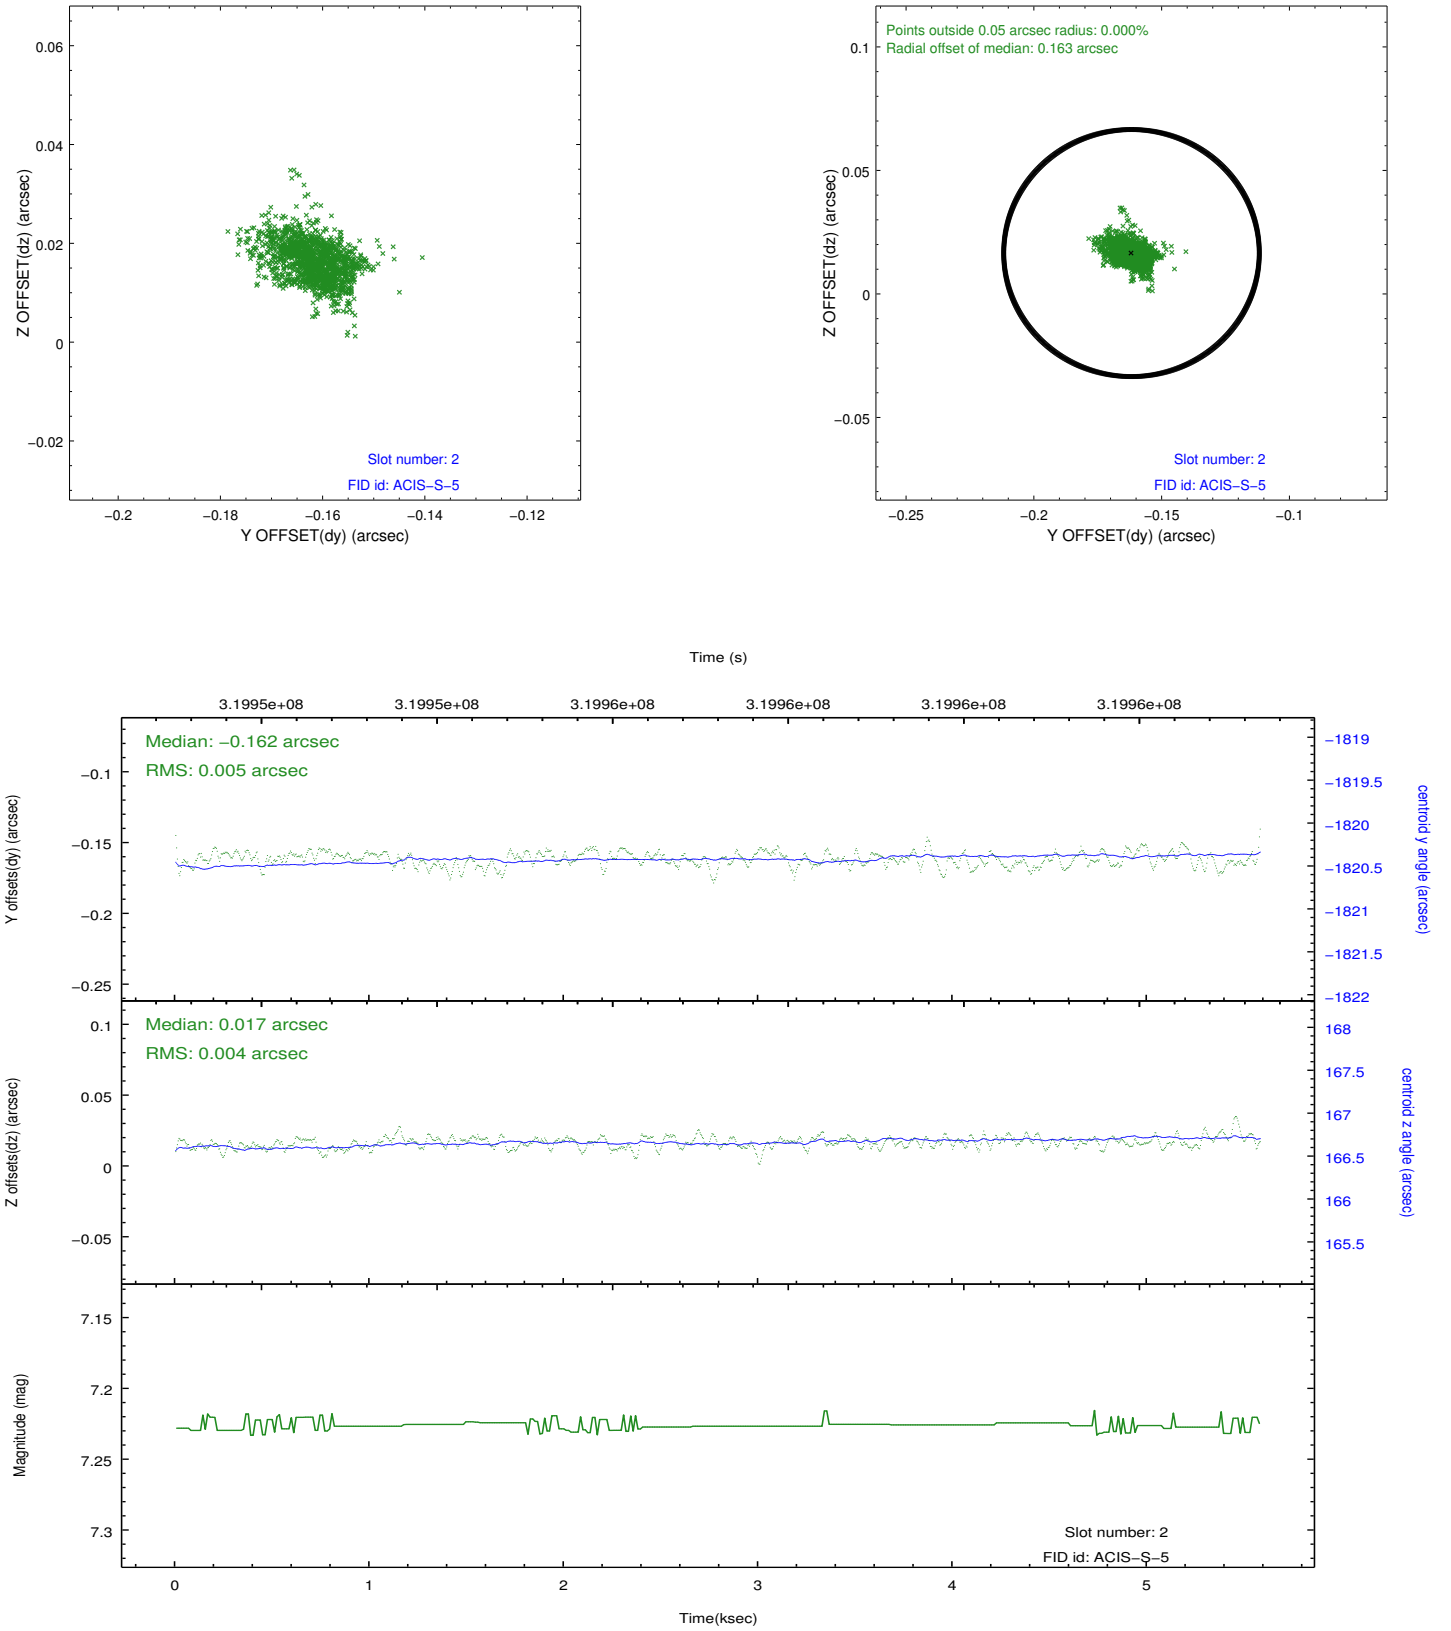 0.06
0.04
0.02
0
−0.02
Z OFFSET(dz) (arcsec)
Slot number: 2
FID id: ACIS−S−5
−0.2
−0.18
−0.16
−0.14
−0.12
Y OFFSET(dy) (arcsec)
Points outside 0.05 arcsec radius: 0.000%
Radial offset of median: 0.163 arcsec
0.1
0.05
0
−0.05
Z OFFSET(dz) (arcsec)
Slot number: 2
FID id: ACIS−S−5
−0.25
−0.2
−0.15
−0.1
Y OFFSET(dy) (arcsec)
Time (s)
3.1995e+08
3.1995e+08
3.1996e+08
3.1996e+08
3.1996e+08
3.1996e+08
Median: −0.162 arcsec
RMS: 0.005 arcsec
−0.1
−0.15
−0.2
−0.25
Y offsets(dy) (arcsec)
−1819
−1819.5
−1820
−1820.5
−1821
−1821.5
−1822
centroid y angle (arcsec)
Median: 0.017 arcsec
RMS: 0.004 arcsec
0.1
0.05
0
−0.05
Z offsets(dz) (arcsec)
168
167.5
167
166.5
166
165.5
centroid z angle (arcsec)
7.15
7.2
7.25
7.3
Magnitude (mag)
Slot number: 2
FID id: ACIS−S−5
0
1
2
3
4
5
Time(ksec)